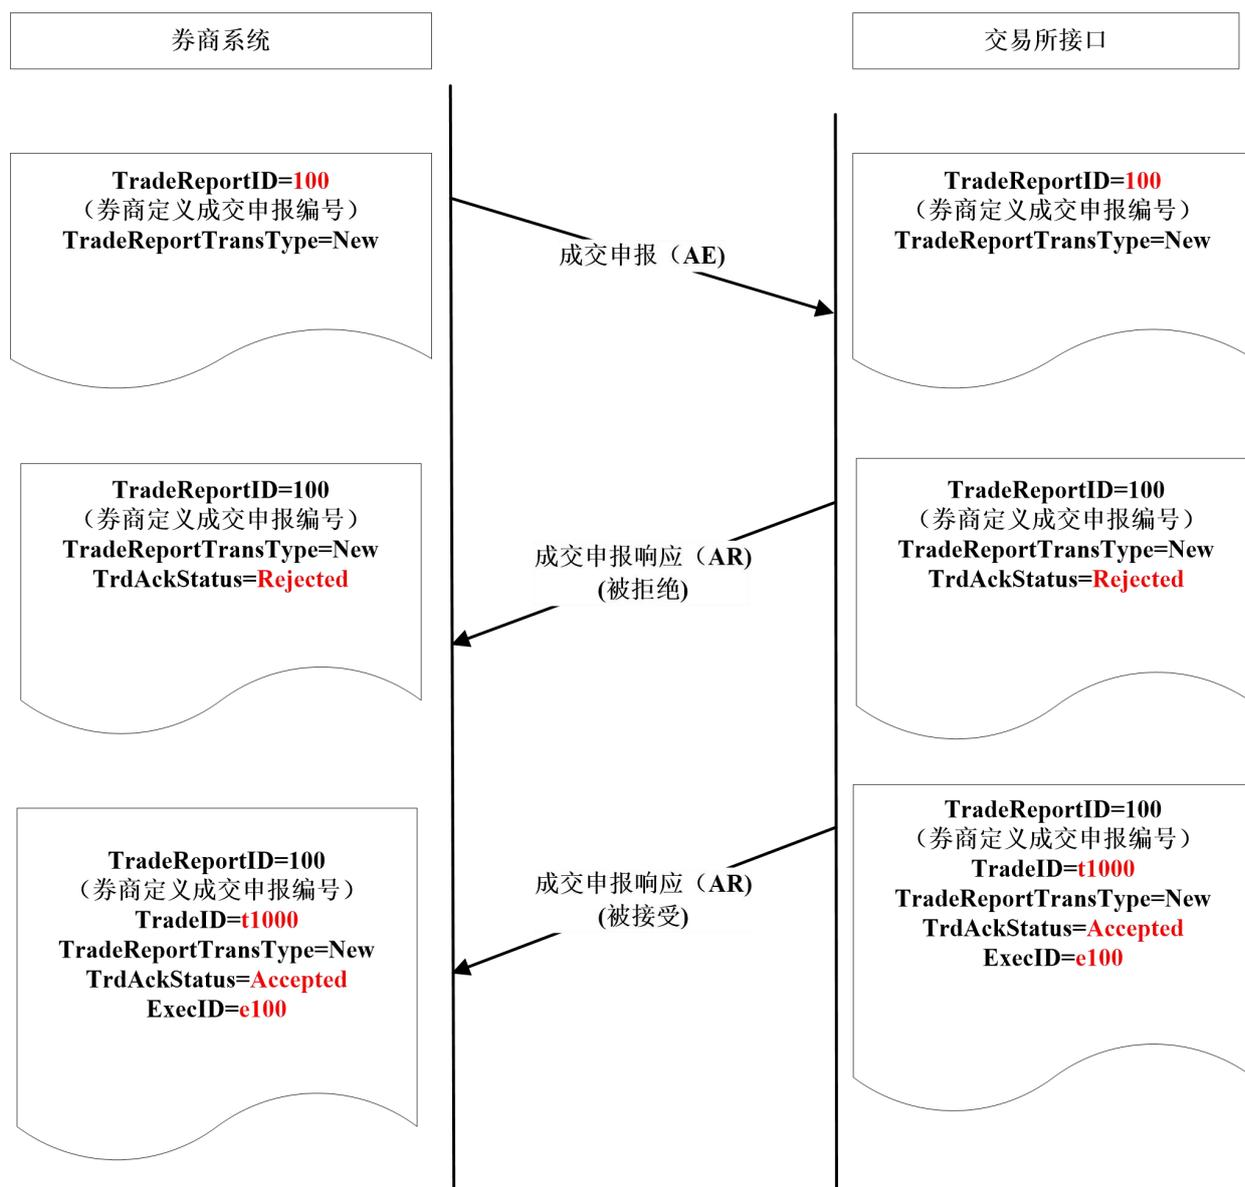 券商系统
交易所接口
TradeReportID=100
（券商定义成交申报编号）
TradeReportTransType=New
成交申报（AE)
TradeReportID=100
（券商定义成交申报编号）
TradeReportTransType=New
TradeReportID=100
（券商定义成交申报编号）
TradeReportTransType=New
TrdAckStatus=Rejected
成交申报响应（AR)
(被拒绝)
TradeReportID=100
（券商定义成交申报编号）
TradeReportTransType=New
TrdAckStatus=Rejected
TradeReportID=100
（券商定义成交申报编号）
TradeID=t1000
TradeReportTransType=New
TrdAckStatus=Accepted
ExecID=e100
成交申报响应（AR)
(被接受)
TradeReportID=100
（券商定义成交申报编号）
TradeID=t1000
TradeReportTransType=New
TrdAckStatus=Accepted
ExecID=e100